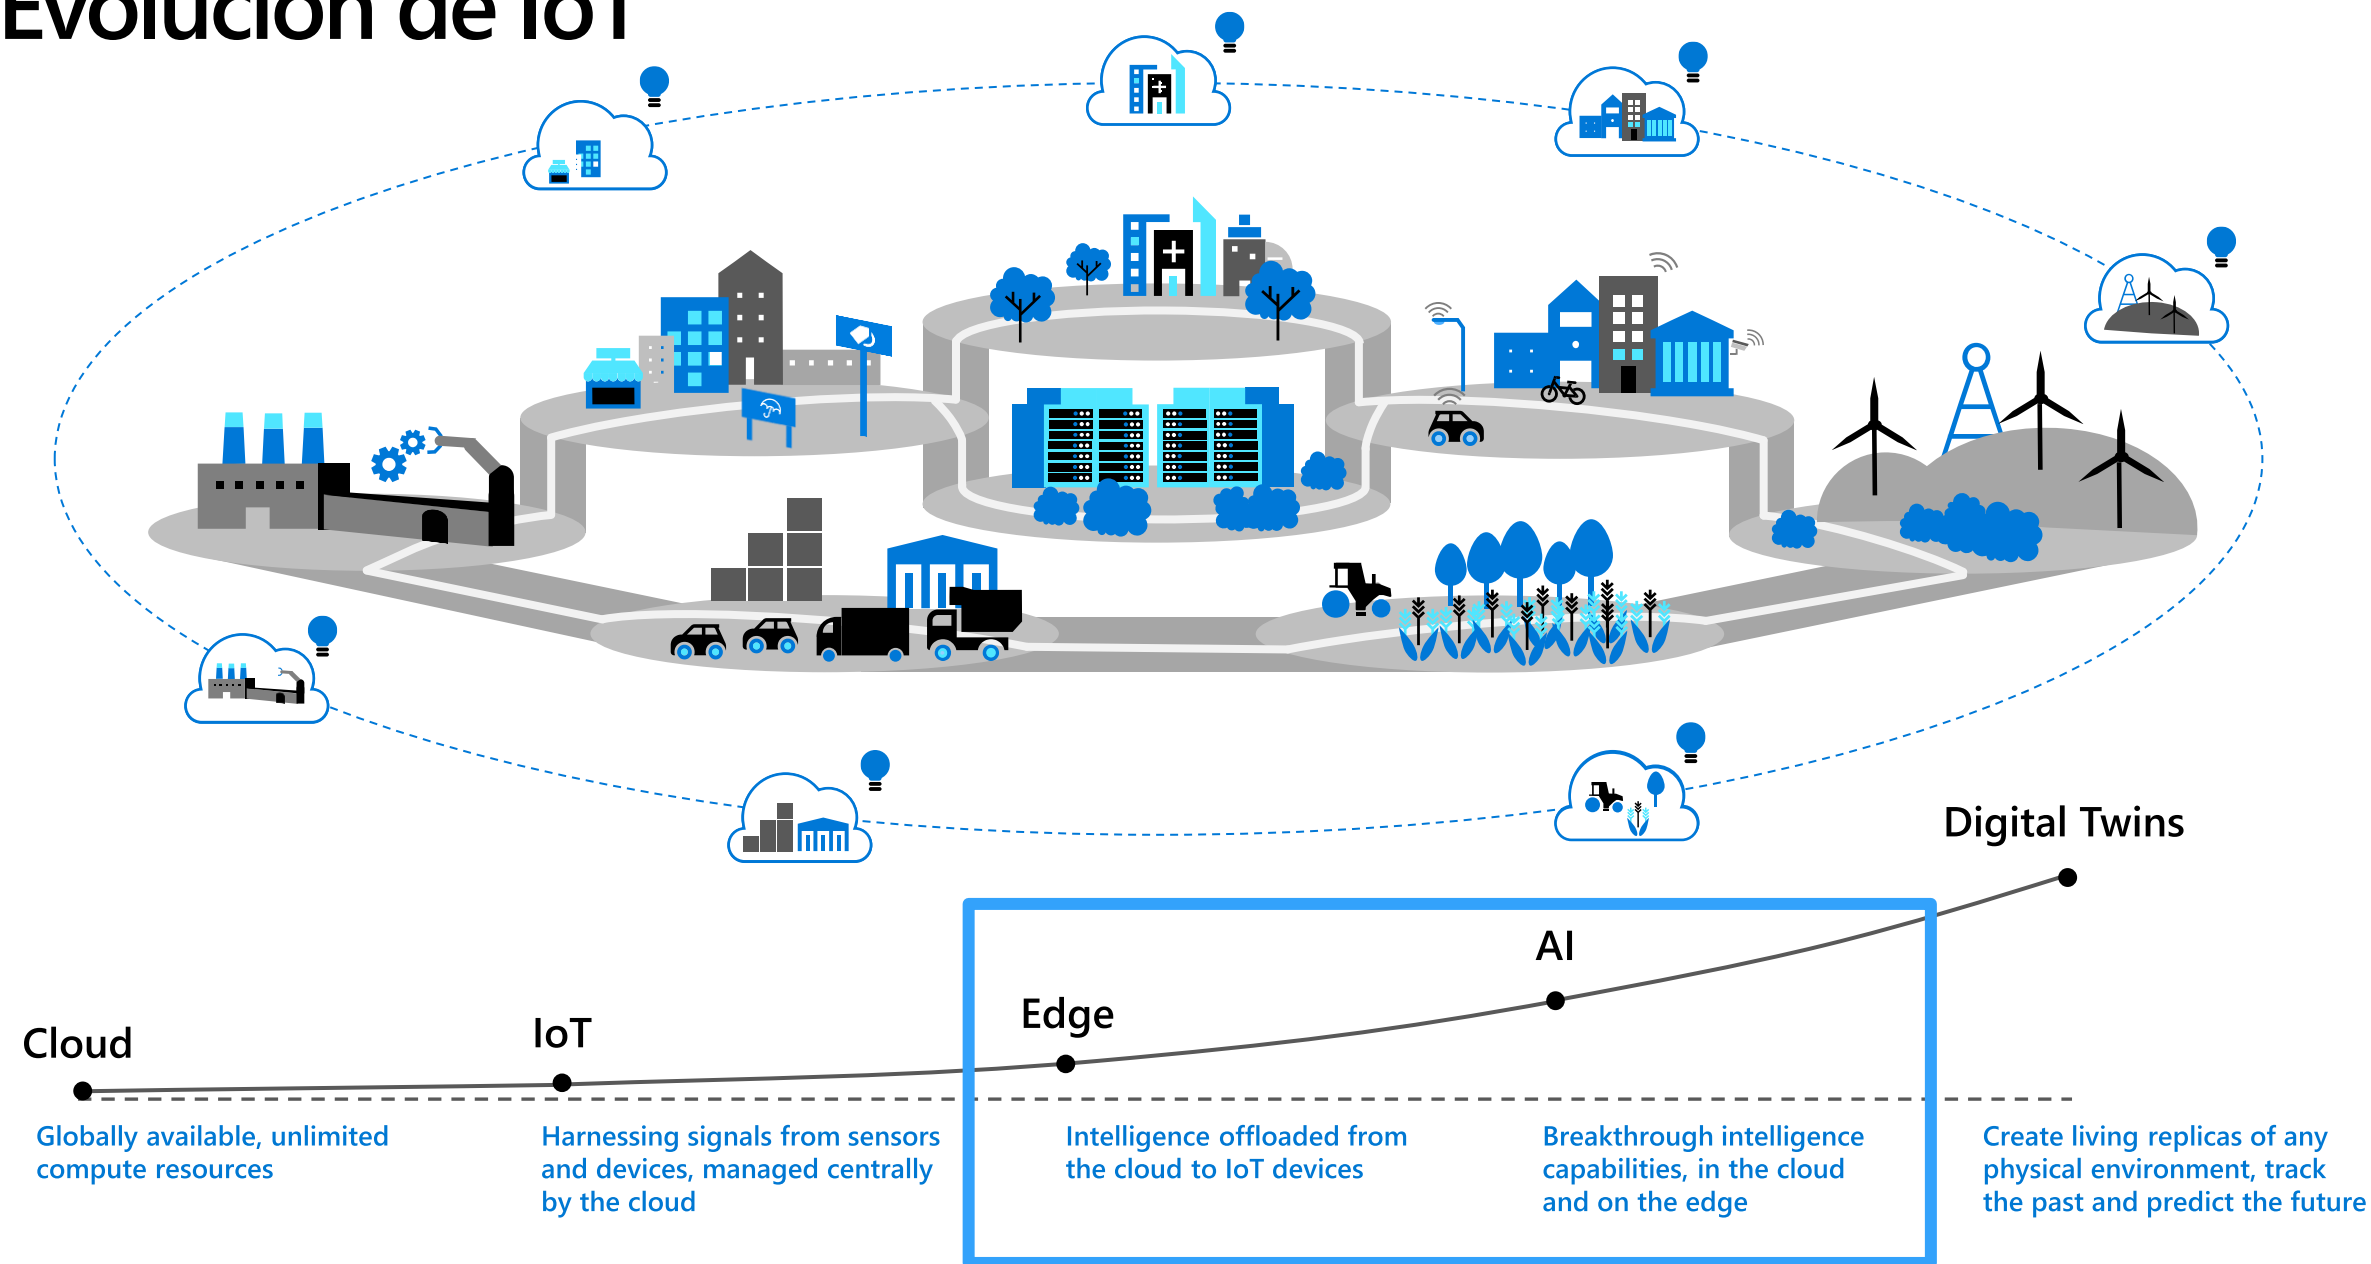 Evolución de IoT
Digital Twins
AI
Edge
IoT
Cloud
Globally available, unlimited
compute resources
Harnessing signals from sensors
and devices, managed centrally
by the cloud
Intelligence offloaded from
the cloud to IoT devices
Breakthrough intelligence
capabilities, in the cloud
and on the edge
Create living replicas of any
physical environment, track
the past and predict the future